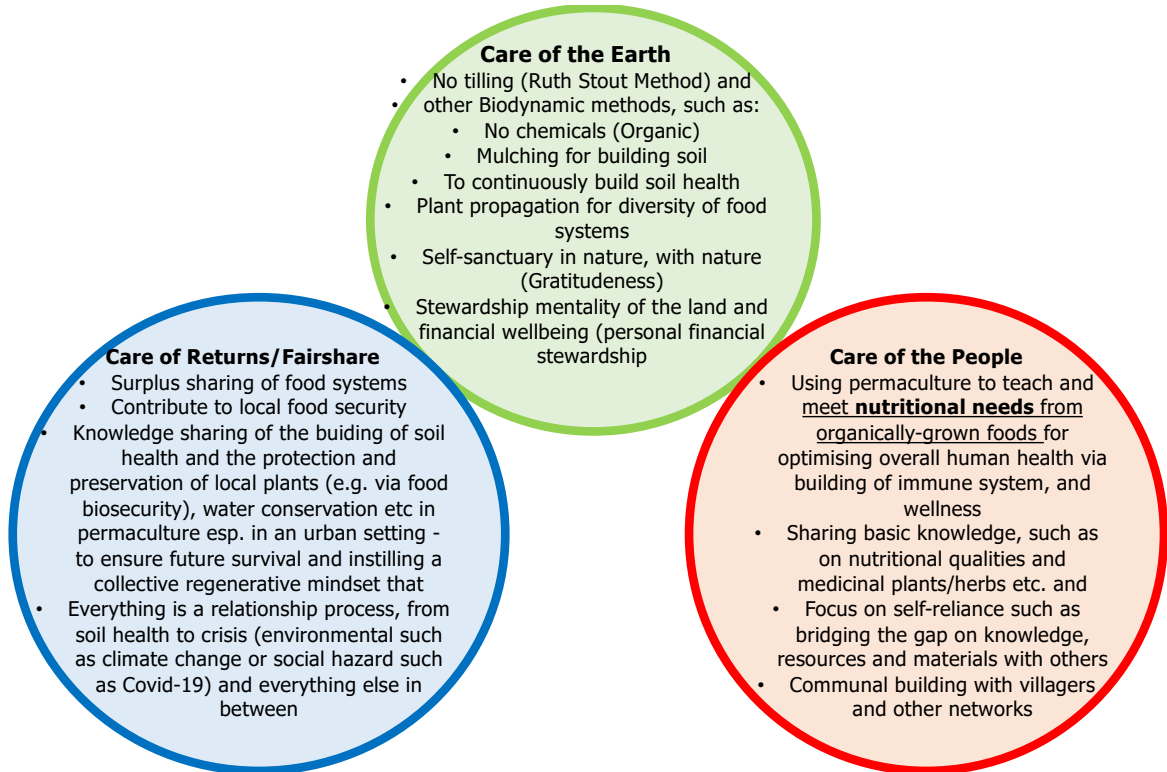 Care of the Earth
• No tilling (Ruth Stout Method) and
• other Biodynamic methods, such as:
• No chemicals (Organic)
• Mulching for building soil
• To continuously build soil health
• Plant propagation for diversity of food
systems
• Self-sanctuary in nature, with nature
(Gratitudeness)
• Stewardship mentality of the land and
financial wellbeing (personal financial
stewardship
Care of Returns/Fairshare
• Surplus sharing of food systems
• Contribute to local food security
• Knowledge sharing of the buiding of soil
health and the protection and
preservation of local plants (e.g. via food
biosecurity), water conservation etc in
permaculture esp. in an urban setting -
to ensure future survival and instilling a
collective regenerative mindset that
• Everything is a relationship process, from
soil health to crisis (environmental such
as climate change or social hazard such
as Covid-19) and everything else in
between
Care of the People
• Using permaculture to teach and
meet nutritional needs from
organically-grown foods for
optimising overall human health via
building of immune system, and
wellness
• Sharing basic knowledge, such as
on nutritional qualities and
medicinal plants/herbs etc. and
• Focus on self-reliance such as
bridging the gap on knowledge,
resources and materials with others
• Communal building with villagers
and other networks